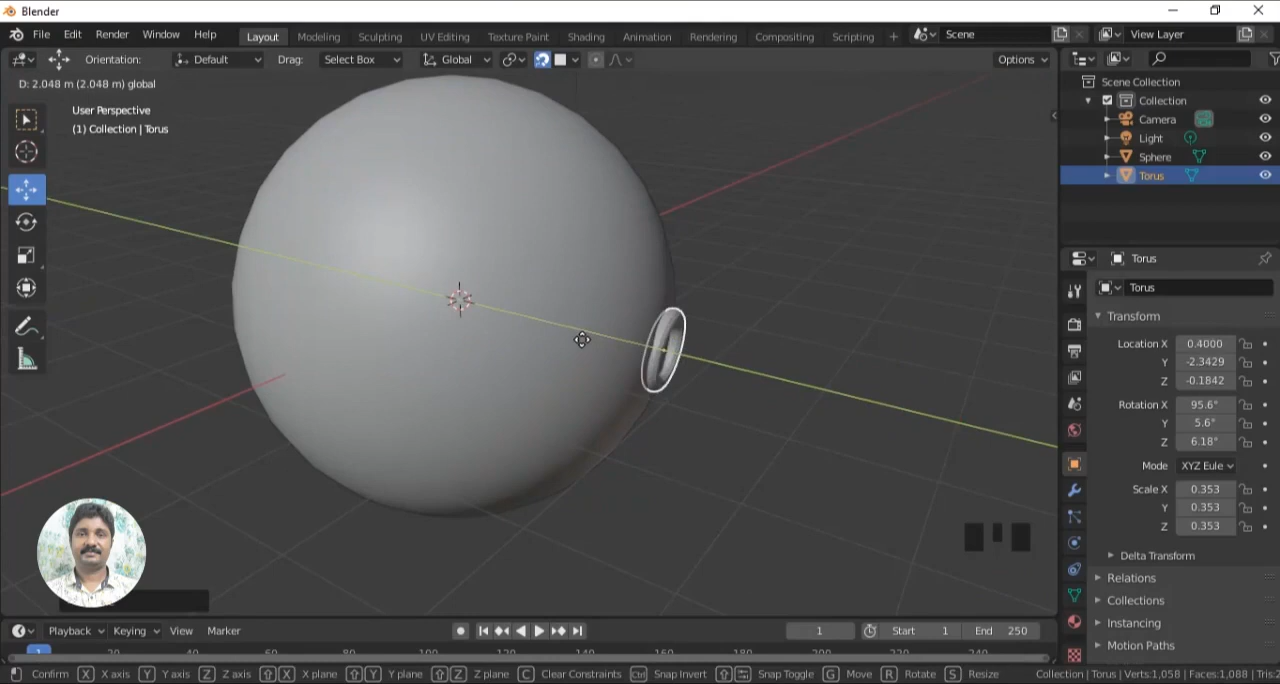 Blender
File Edit Render Window Help Layout Modeling Sculpting UV Editing Texture Paint Shading Animation Rendering Compositing Scripting + Scene View Layer
Orientation: Default Drag: Select Box Global Options
D: 2.048 m (2.048 m) global
User Perspective
(1) Collection | Torus
Scene Collection
Collection
Camera
Light
Sphere
Torus
Torus
Torus
Transform
Location X 0.4000
Y -2.3429
Z -0.1842
Rotation X 95.6°
Y 5.6°
Z 6.18°
Mode XYZ Eule
Scale X 0.353
Y 0.353
Z 0.353
Delta Transform
Relations
Collections
Instancing
Motion Paths
Playback Keying View Marker 1 Start 1 End 250
1
Confirm X X axis Y Y axis Z Z axis X X plane Y Y plane Z Z plane C Clear Constraints Ctrl Snap Invert Snap Toggle G Move R Rotate S Resize Collection | Torus | Verts:1,058 | Faces:1,088 | Tris: